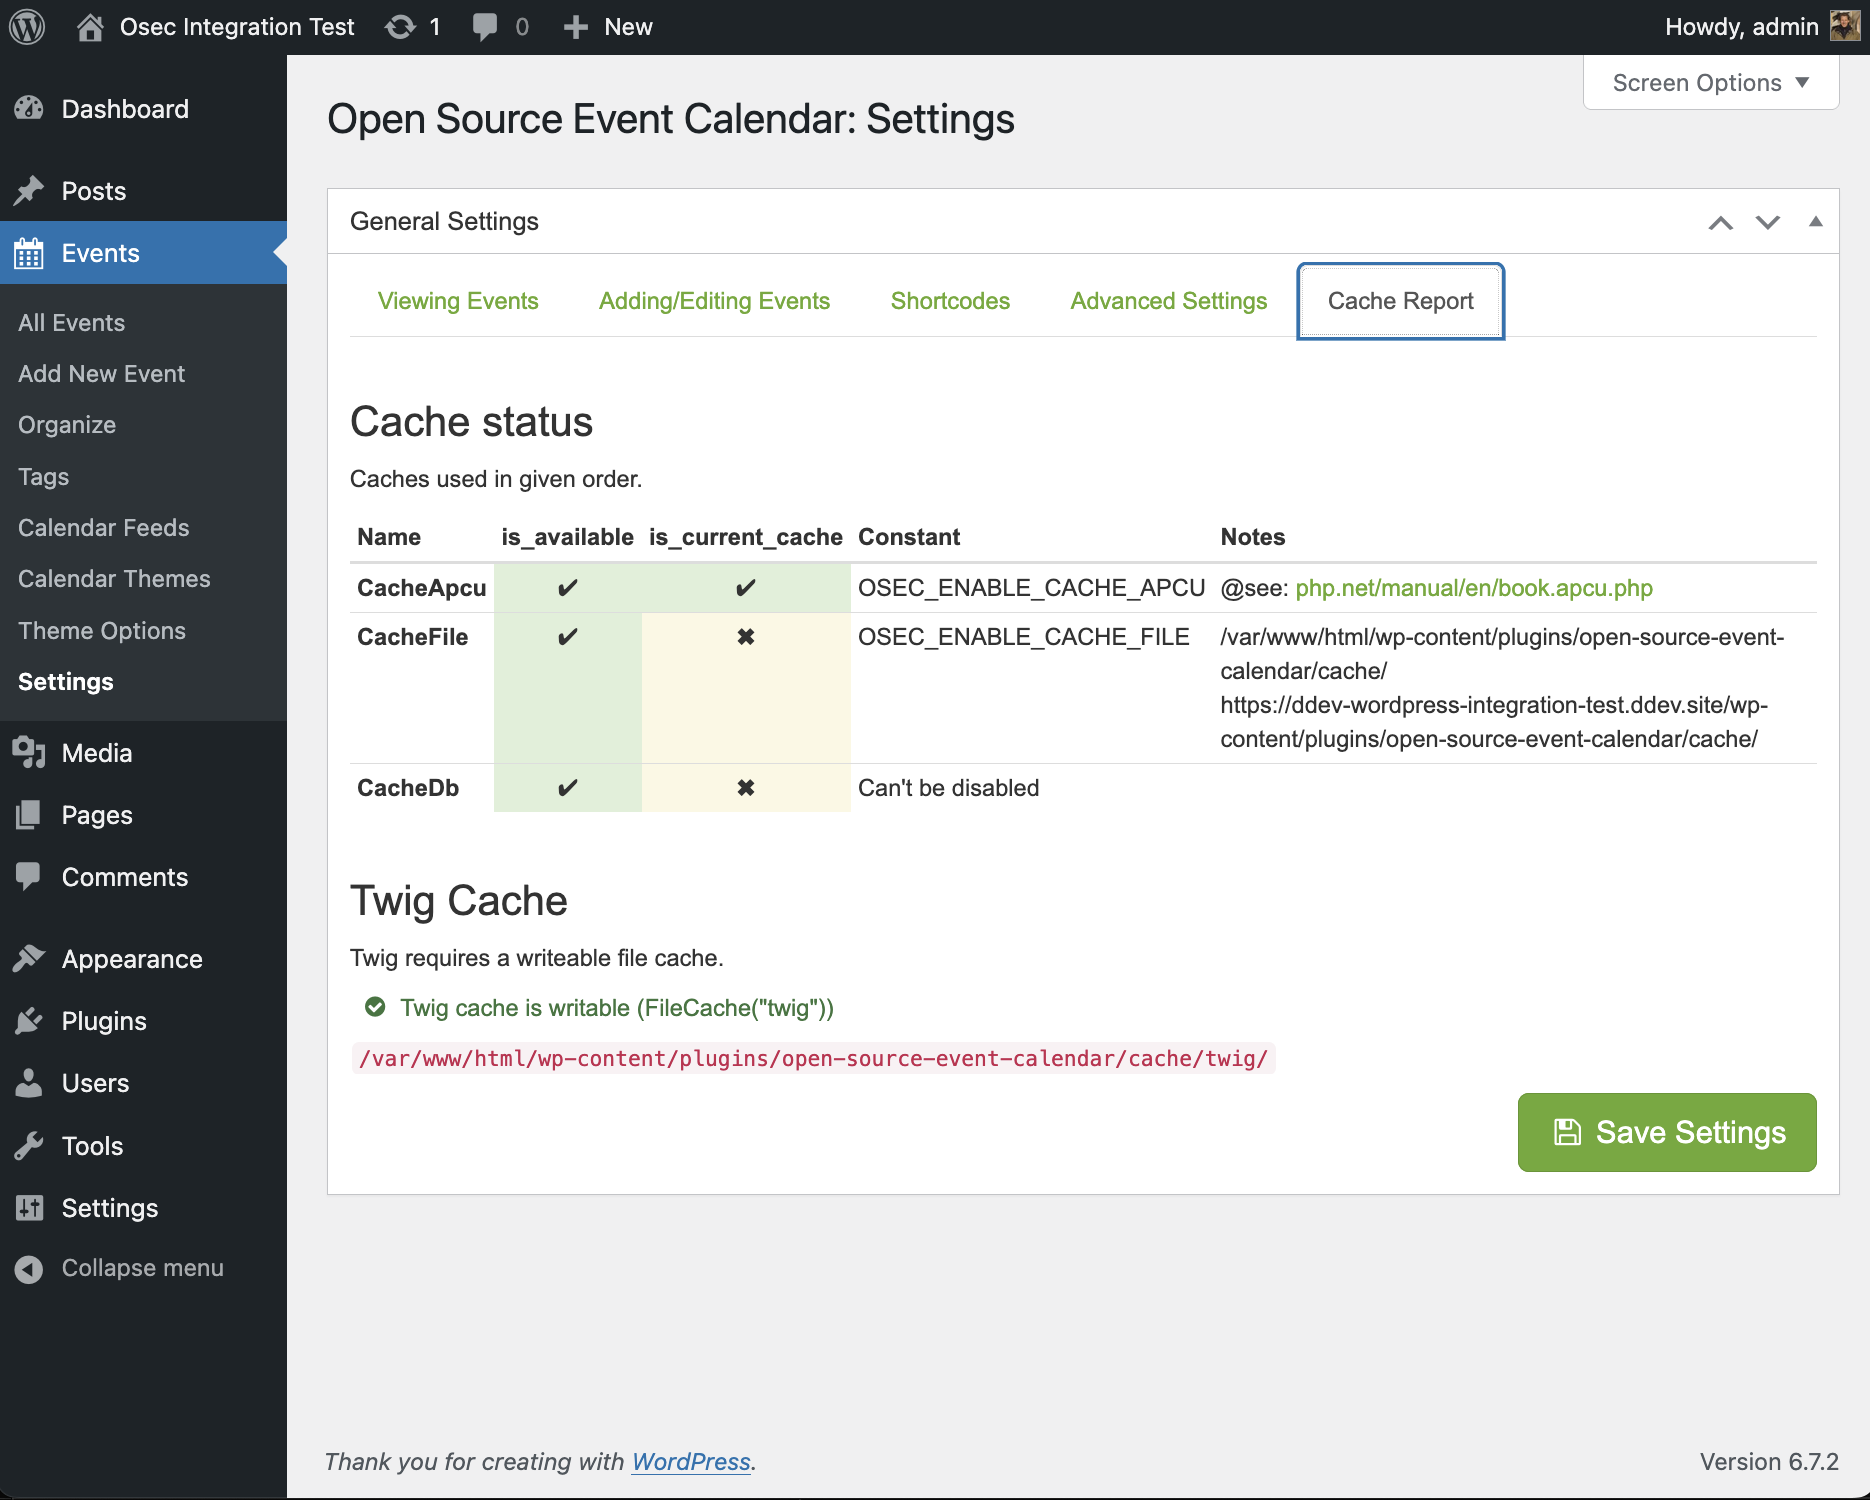 Osec Integration Test 1 0 New Howdy, admin
Screen Options
Dashboard
Posts
Events
All Events
Add New Event
Organize
Tags
Calendar Feeds
Calendar Themes
Theme Options
Settings
Media
Pages
Comments
Appearance
Plugins
Users
Tools
Settings
Collapse menu
Open Source Event Calendar: Settings
General Settings
Viewing Events Adding/Editing Events Shortcodes Advanced Settings Cache Report
Cache status
Caches used in given order.
Name is_available is_current_cache Constant Notes
CacheApcu ✔ ✔ OSEC_ENABLE_CACHE_APCU @see: php.net/manual/en/book.apcu.php
CacheFile ✔ ✖ OSEC_ENABLE_CACHE_FILE /var/www/html/wp-content/plugins/open-source-event-
calendar/cache/
https://ddev-wordpress-integration-test.ddev.site/wp-
content/plugins/open-source-event-calendar/cache/
CacheDb ✔ ✖ Can't be disabled
Twig Cache
Twig requires a writeable file cache.
Twig cache is writable (FileCache("twig"))
/var/www/html/wp-content/plugins/open-source-event-calendar/cache/twig/
Save Settings
Thank you for creating with WordPress.
Version 6.7.2